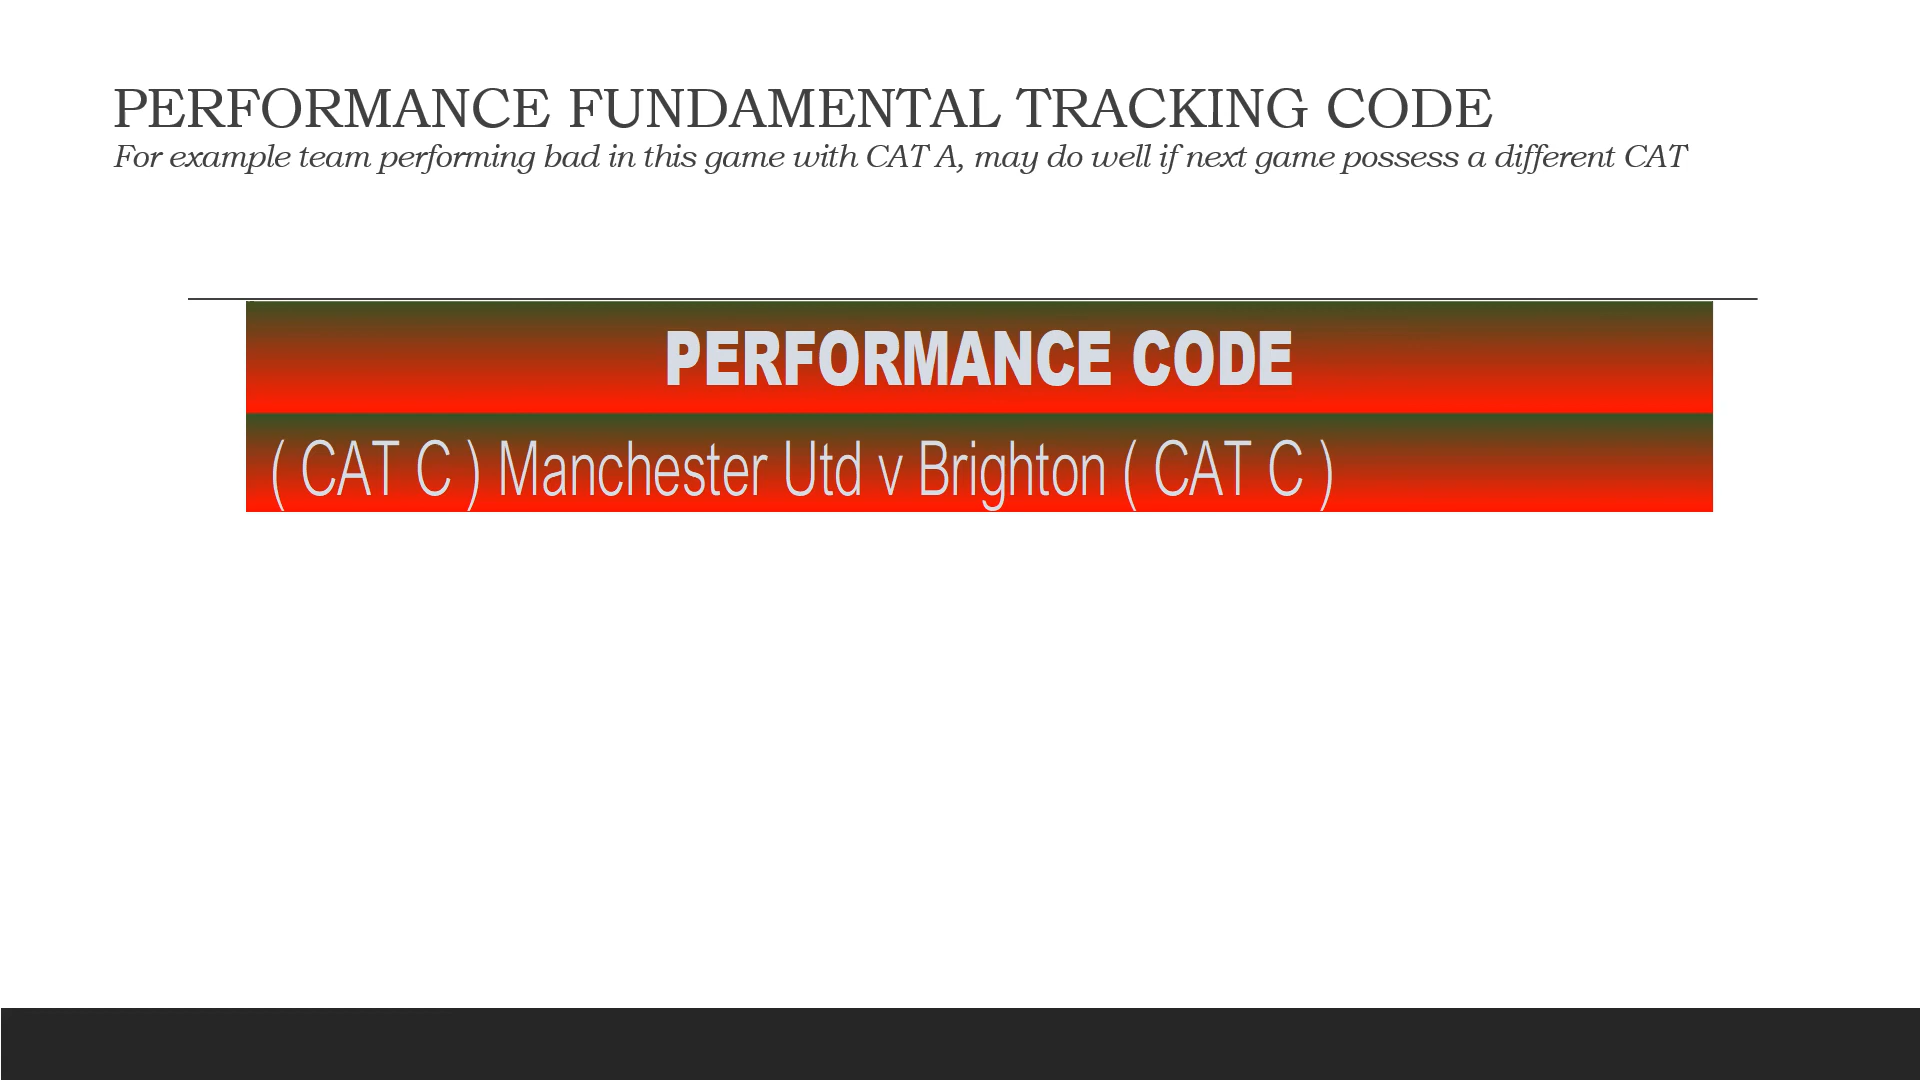 PERFORMANCE FUNDAMENTAL TRACKING CODE
For example team performing bad in this game with CAT A, may do well if next game possess a different CAT
PERFORMANCE CODE
( CAT C ) Manchester Utd v Brighton ( CAT C )